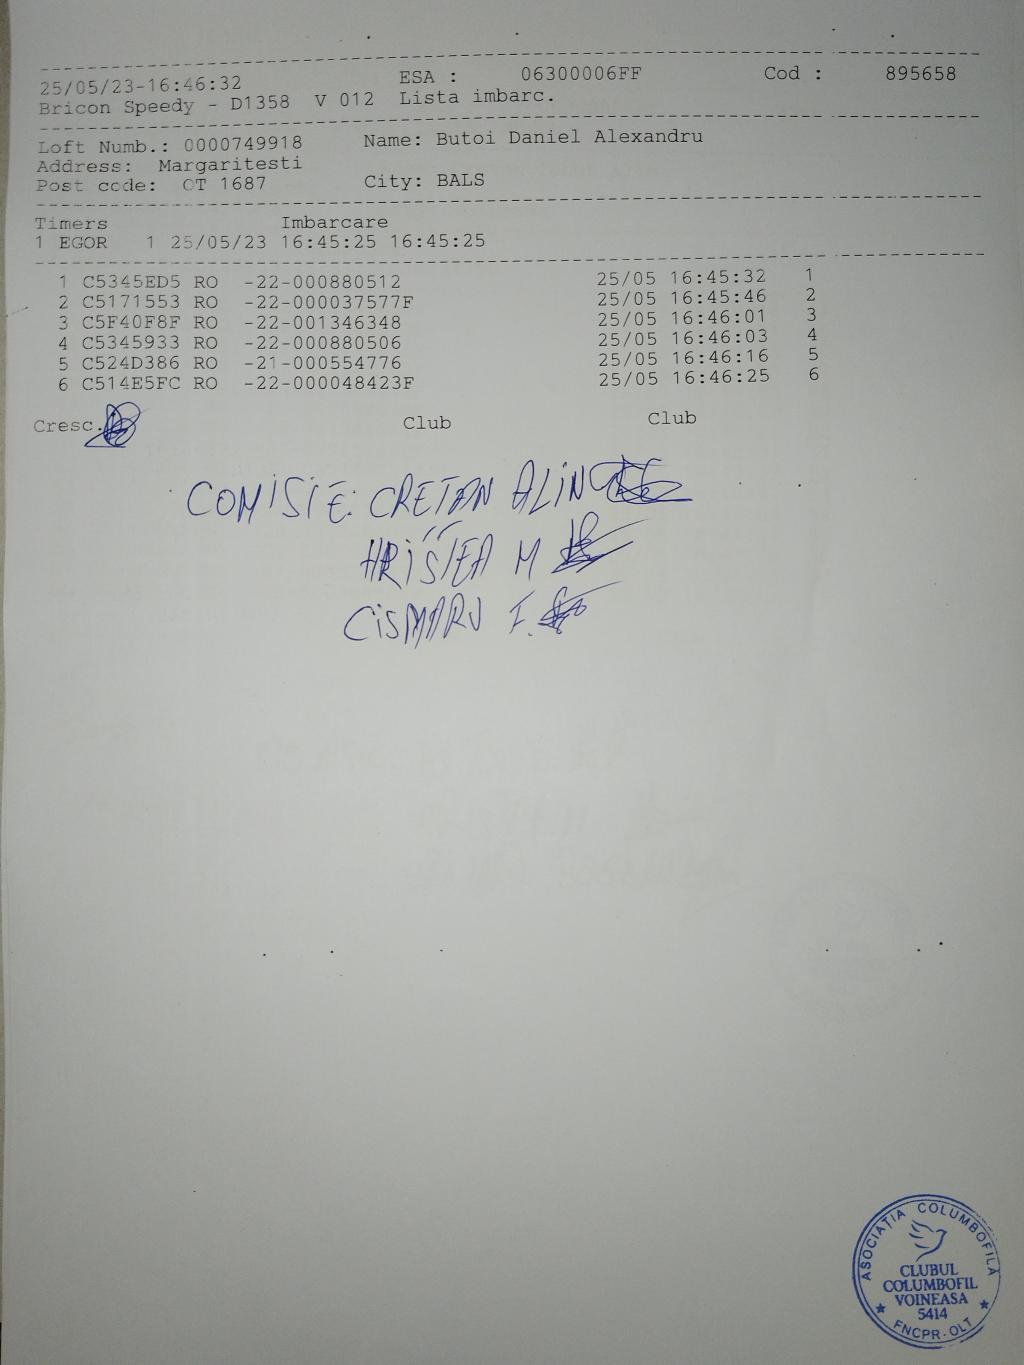 25/05/23-16:46:32 ESA : 06300006FF Cod : 895658
Bricon Speedy - D1358 V 012 Lista imbarc.
Loft Numb.: 0000749918 Name: Butoi Daniel Alexandru
Address: Margaritesti
Post code: OT 1687 City: BALS
Timers Imbarcare
1 EGOR 1 25/05/23 16:45:25 16:45:25
1 C5345ED5 RO -22-000880512 25/05 16:45:32 1
2 C5171553 RO -22-000037577F 25/05 16:45:46 2
3 C5F40F8F RO -22-001346348 25/05 16:46:01 3
4 C5345933 RO -22-000880506 25/05 16:46:03 4
5 C524D386 RO -21-000554776 25/05 16:46:16 5
6 C514E5FC RO -22-000048423F 25/05 16:46:25 6
Cresc. Club Club
COMISIE: CRETAN ALIN
HRISTEA M
CISMARU F.
ASOCIAȚIA COLUMBOFILĂ
CLUBUL
COLUMBOFIL
VOINEASA
5414
FNCPR-OLT